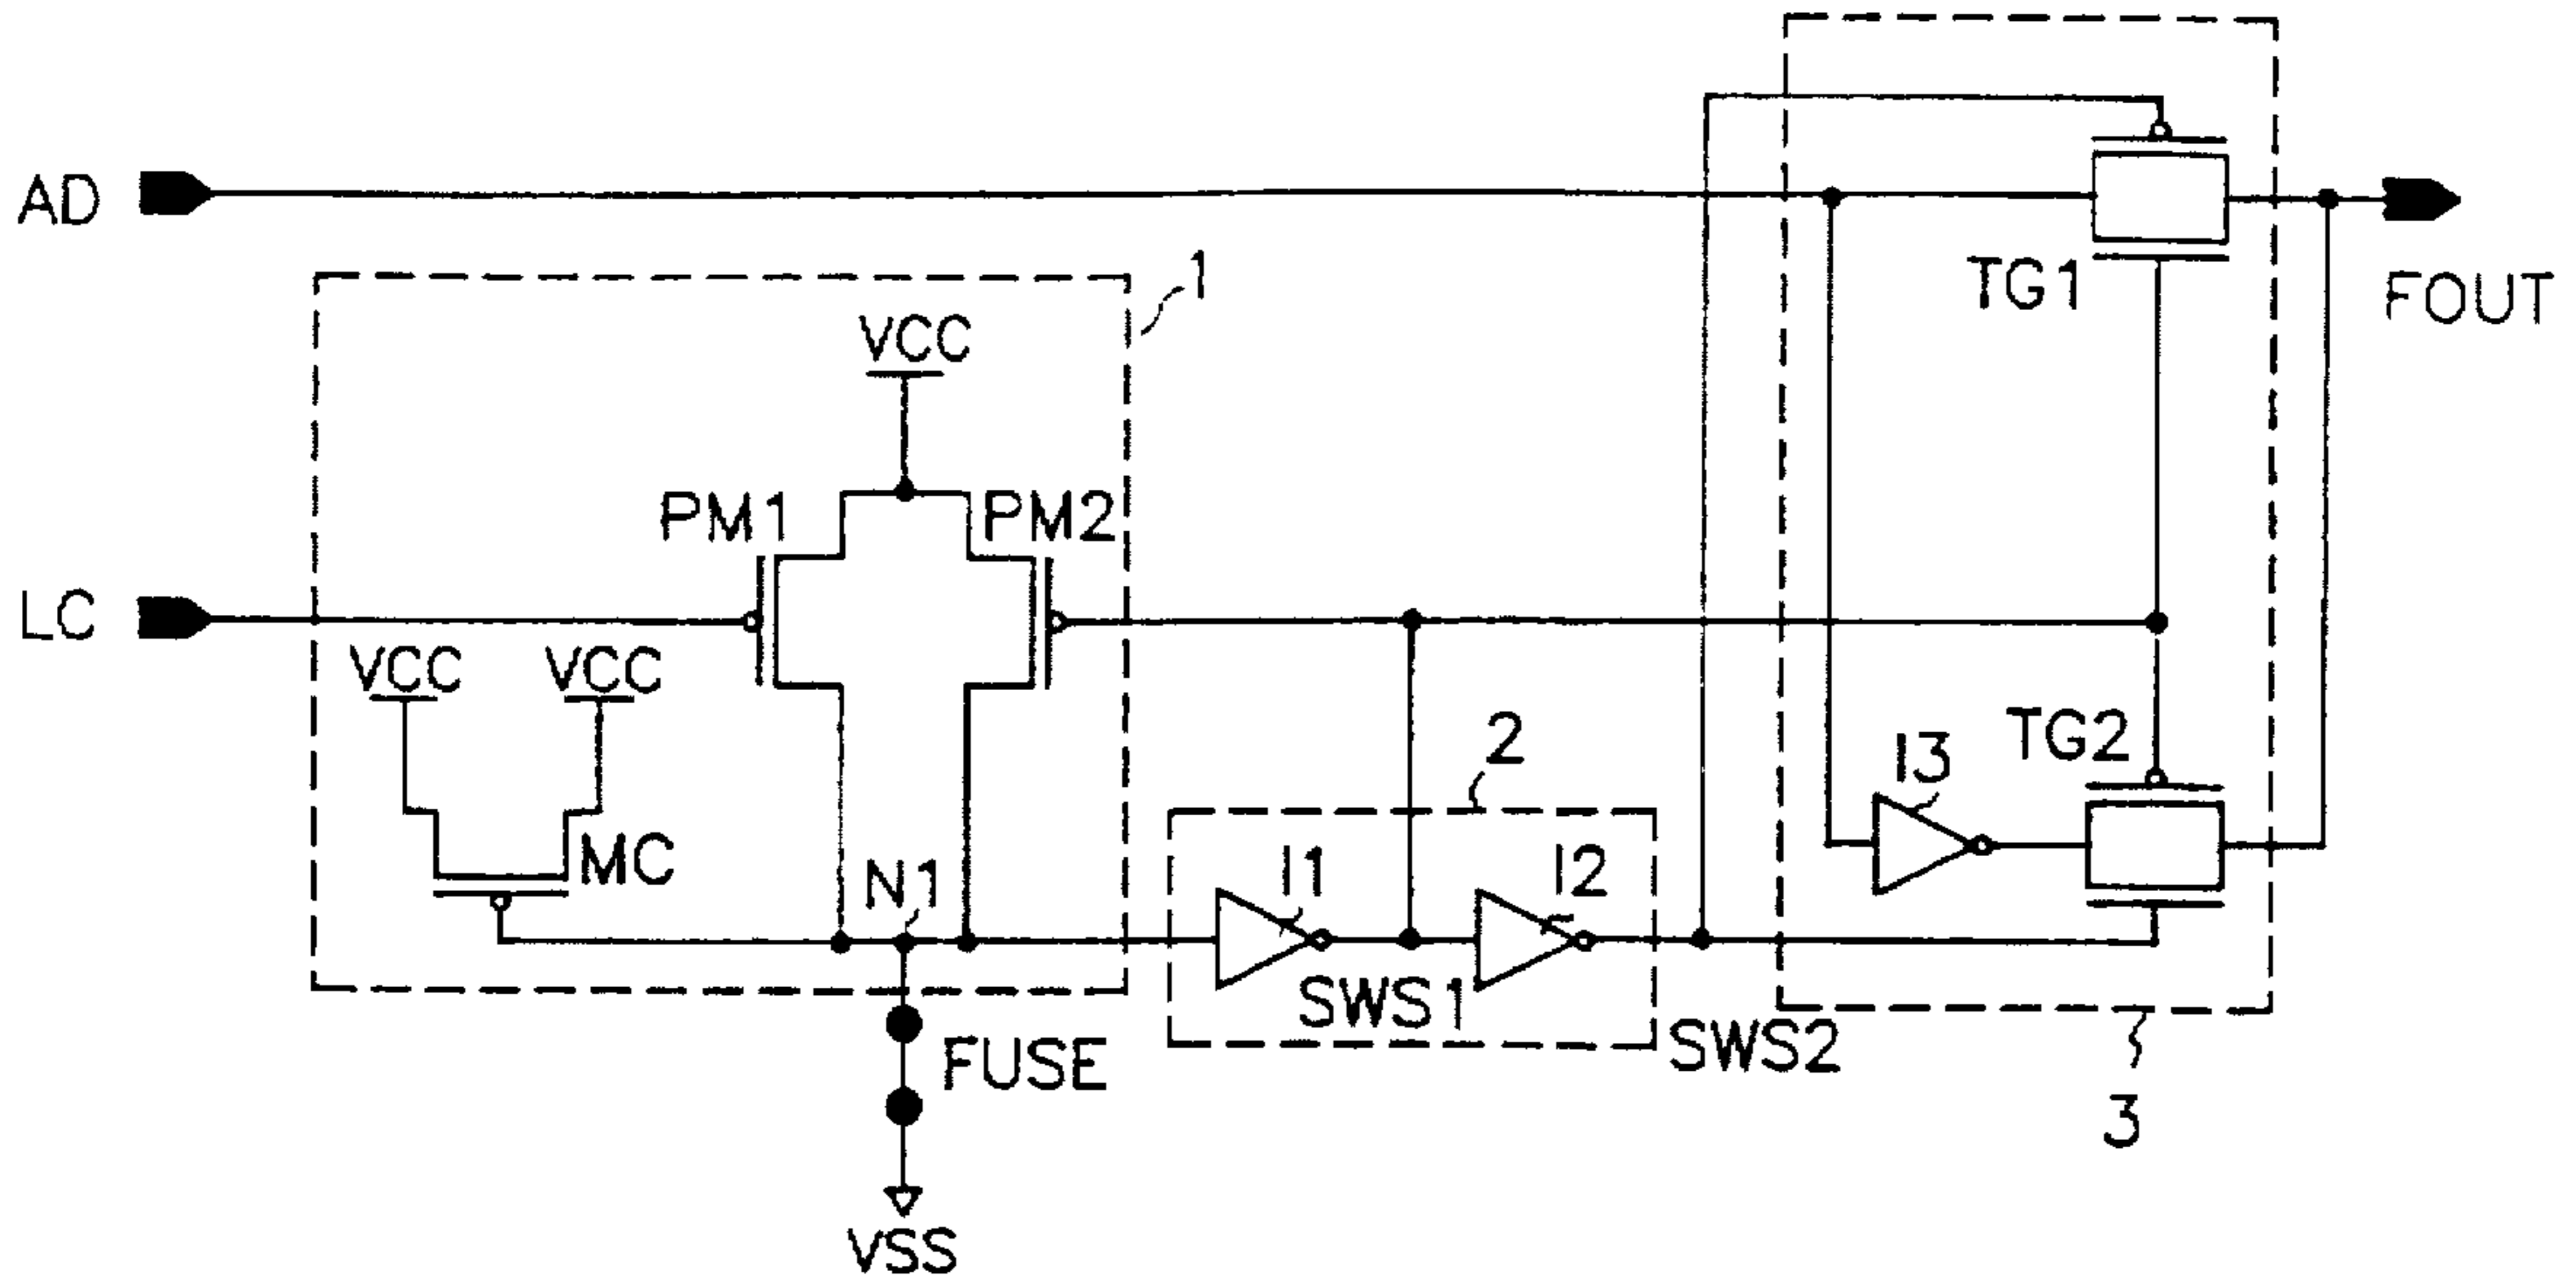 AD
1
TG1
FOUT
VCC
PM1
PM2
LC
VCC
VCC
2
TG2
I3
MC
N1
I1
I2
SWS1
SWS2
FUSE
3
VSS